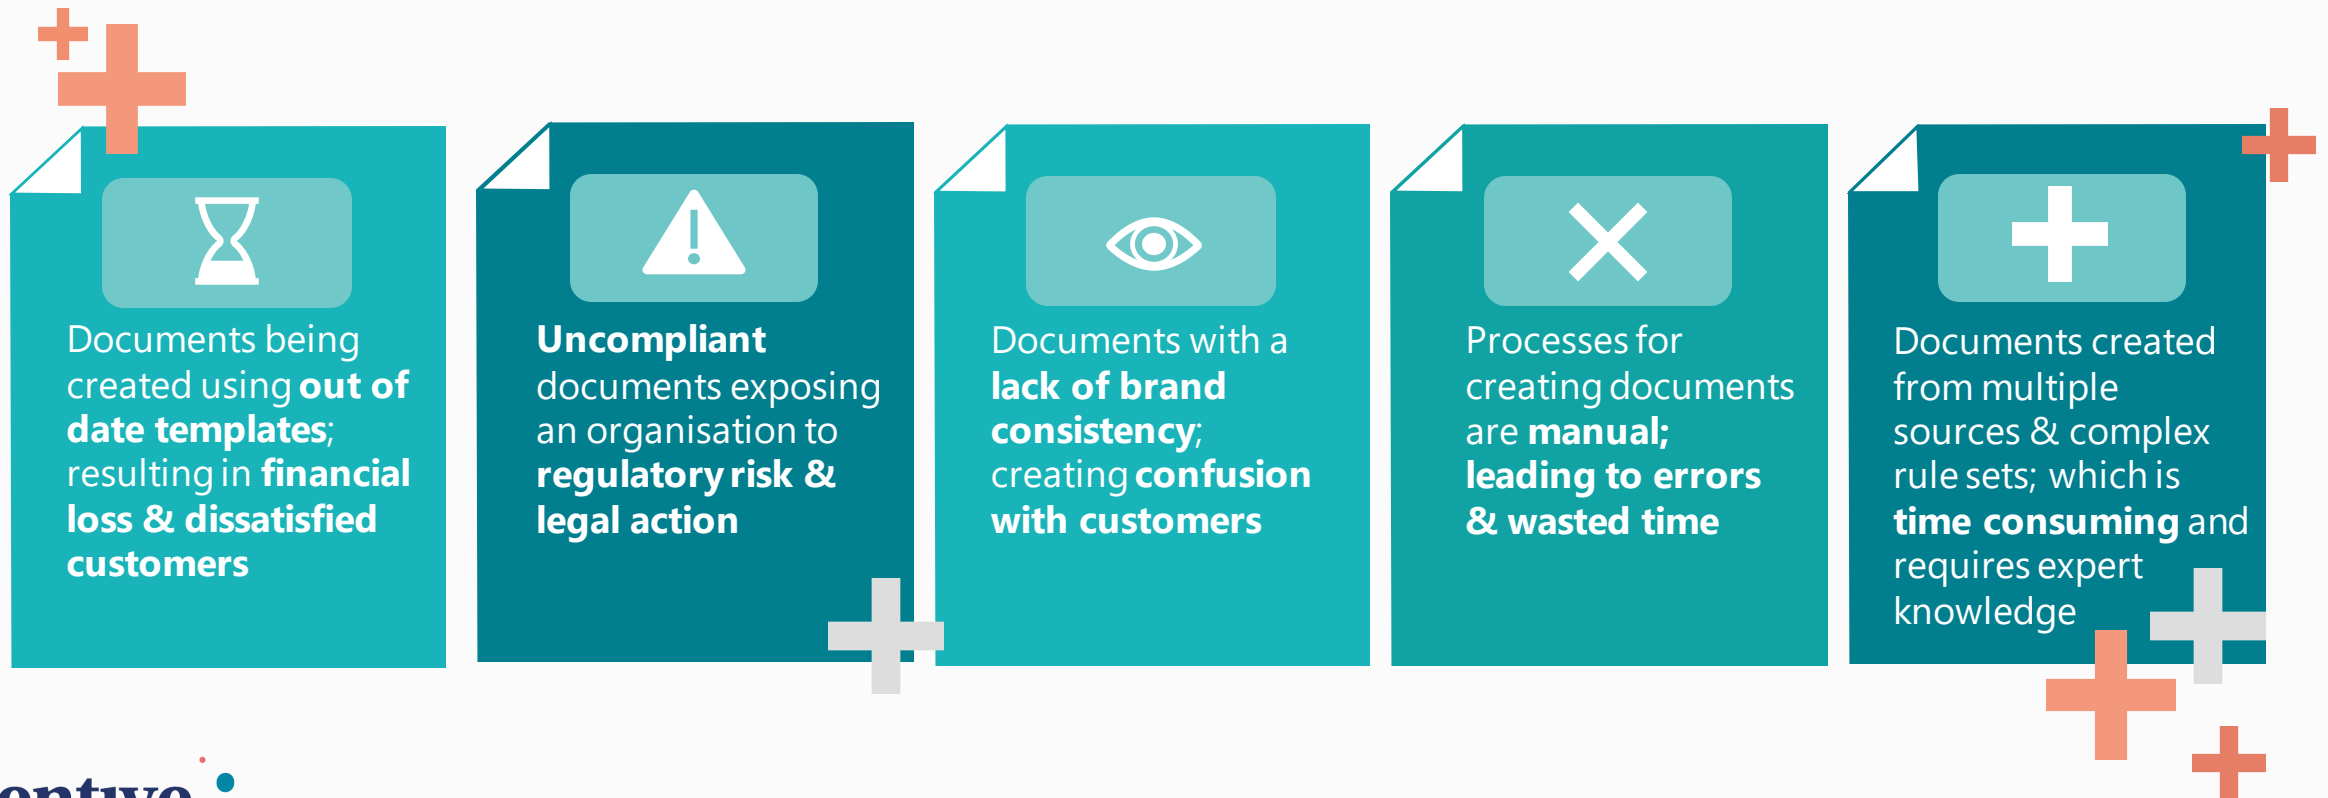 Documents being
created using out of
date templates;
resulting in financial
loss & dissatisfied
customers
Uncompliant
documents exposing
an organisation to
regulatory risk &
legal action
Documents with a
lack of brand
consistency;
creating confusion
with customers
Processes for
creating documents
are manual;
leading to errors
& wasted time
Documents created
from multiple
sources & complex
rule sets; which is
time consuming and
requires expert
knowledge